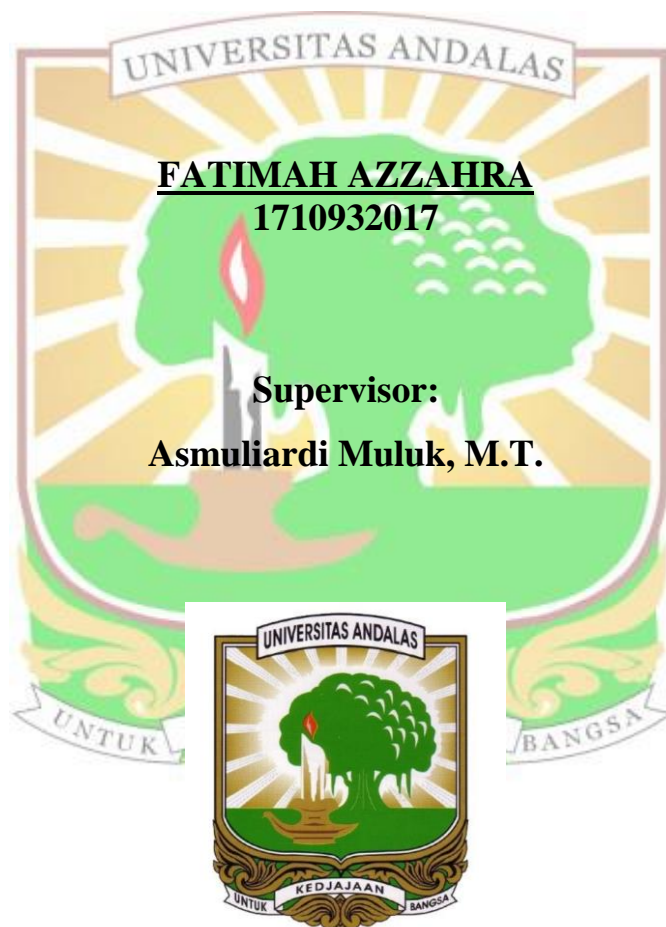 UNIVERSITAS ANDALAS
FATIMAH AZZAHRA
1710932017
Supervisor:
Asmuliardi Muluk, M.T.
UNIVERSITAS ANDALAS
UNTUK BANGSA
UNTUK KEDJAJAAN BANGSA